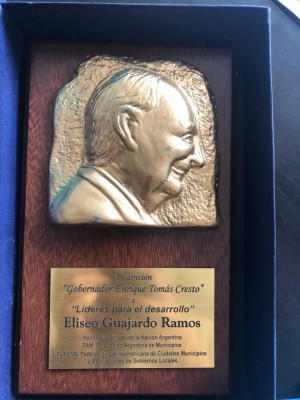 Distinción
"Gobernador Enrique Tomás Cresto"
a
"Líderes para el desarrollo"
Eliseo Guajardo Ramos
Honorable Senado de la Nación Argentina
FAM: Federación Argentina de Municipios
FLACMA: Federación Latinoamericana de Ciudades Municipios
y Asociaciones de Gobiernos Locales